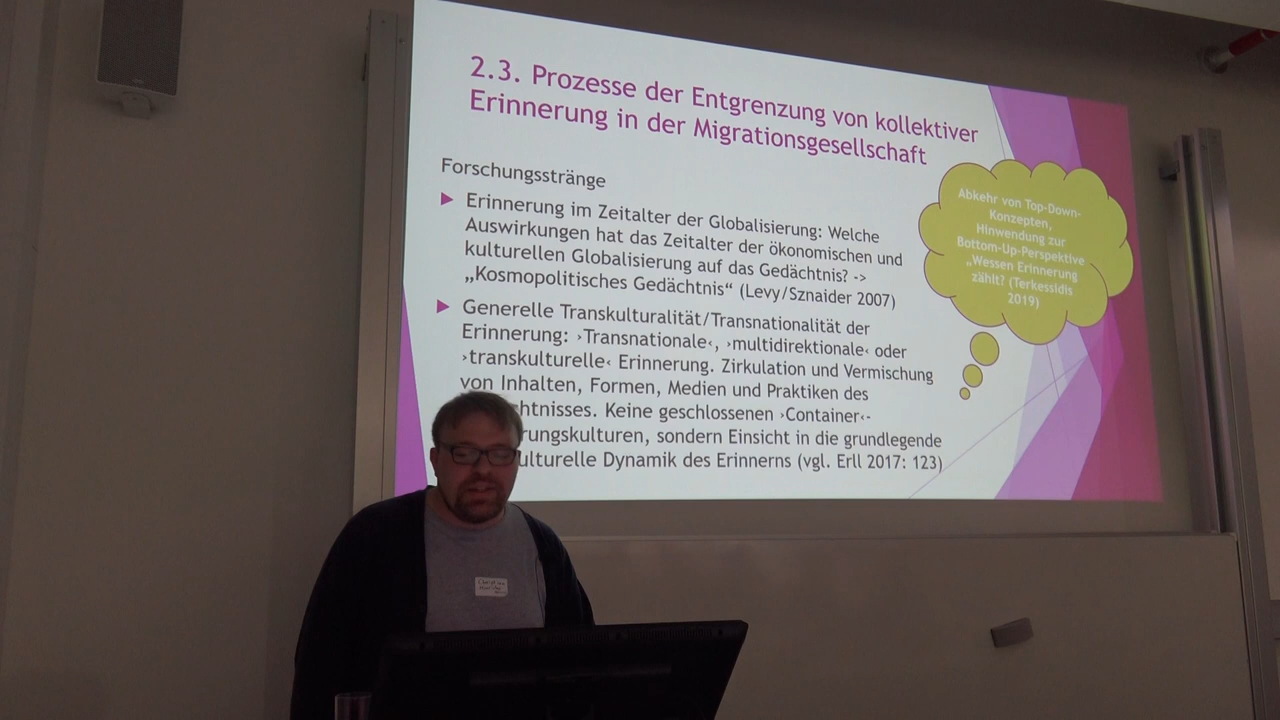 2.3. Prozesse der Entgrenzung von kollektiver
Erinnerung in der Migrationsgesellschaft
Forschungsstränge
Erinnerung im Zeitalter der Globalisierung: Welche
Auswirkungen hat das Zeitalter der ökonomischen und
kulturellen Globalisierung auf das Gedächtnis? ->
„Kosmopolitisches Gedächtnis“ (Levy/Sznaider 2007)
Generelle Transkulturalität/Transnationalität der
Erinnerung: ›Transnationale‹, ›multidirektionale‹ oder
›transkulturelle‹ Erinnerung. Zirkulation und Vermischung
von Inhalten, Formen, Medien und Praktiken des
htnisses. Keine geschlossenen ›Container‹-
rungskulturen, sondern Einsicht in die grundlegende
ulturelle Dynamik des Erinnerns (vgl. Erll 2017: 123)
Abkehr von Top-Down-
Konzepten,
Hinwendung zur
Bottom-Up-Perspektive
„Wessen Erinnerung
zählt? (Terkessidis
2019)